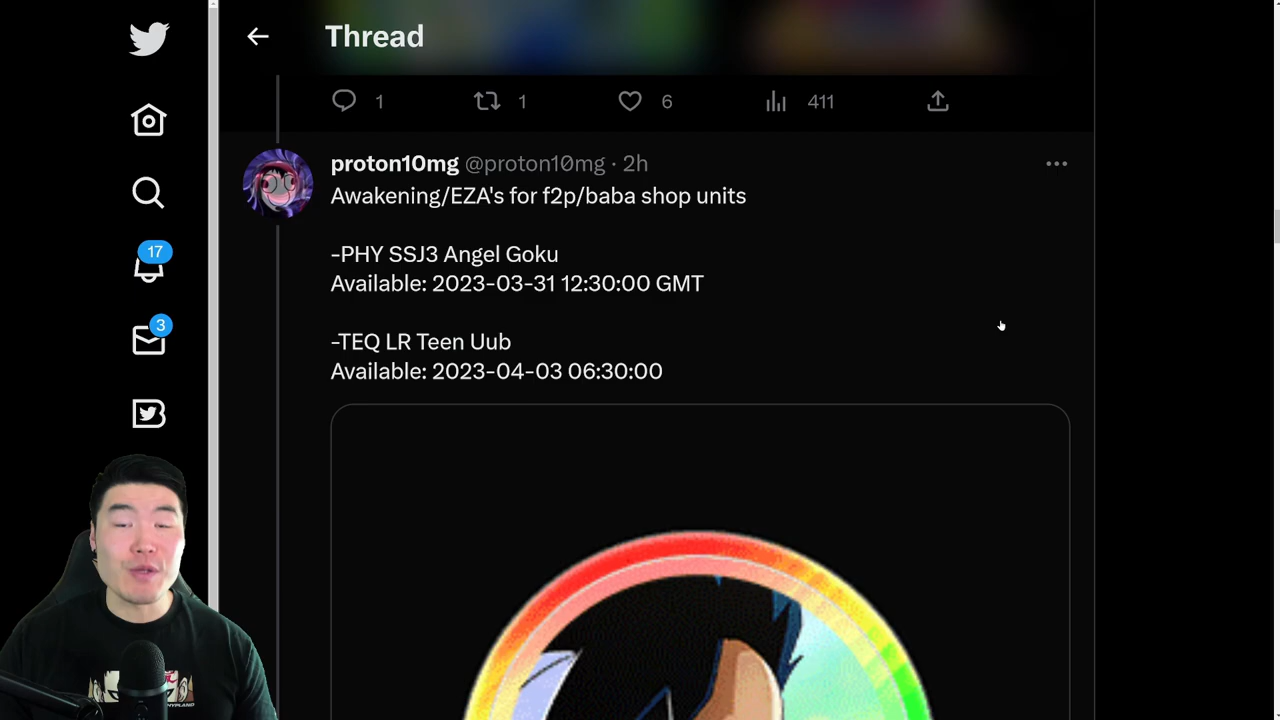 Thread
1
1
6
411
proton10mg @proton10mg · 2h
Awakening/EZA's for f2p/baba shop units
-PHY SSJ3 Angel Goku
Available: 2023-03-31 12:30:00 GMT
-TEQ LR Teen Uub
Available: 2023-04-03 06:30:00
17
3